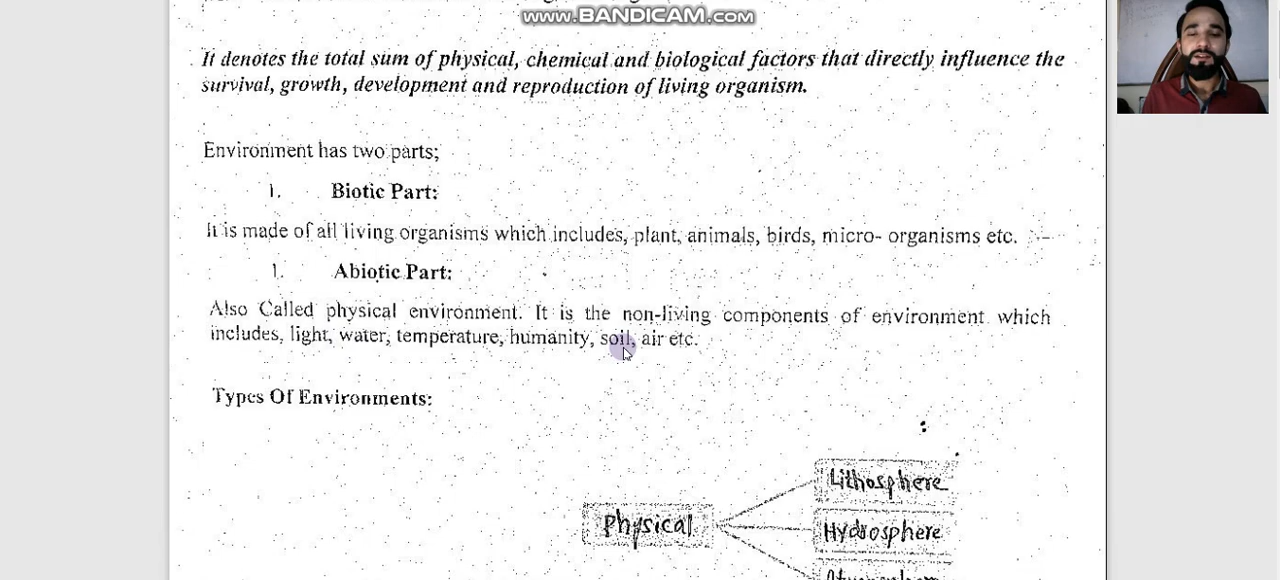 www.BANDICAM.com
It denotes the total sum of physical, chemical and biological factors that directly influence the
survival, growth, development and reproduction of living organism.
Environment has two parts;
1. Biotic Part:
It is made of all living organisms which includes, plant, animals, birds, micro- organisms etc.
1. Abiotic Part:
Also Called physical environment. It is the non-living components of environment which
includes, light, water, temperature, humanity, soil, air etc.
Types Of Environments:
Lithosphere
Physical
Hydrosphere